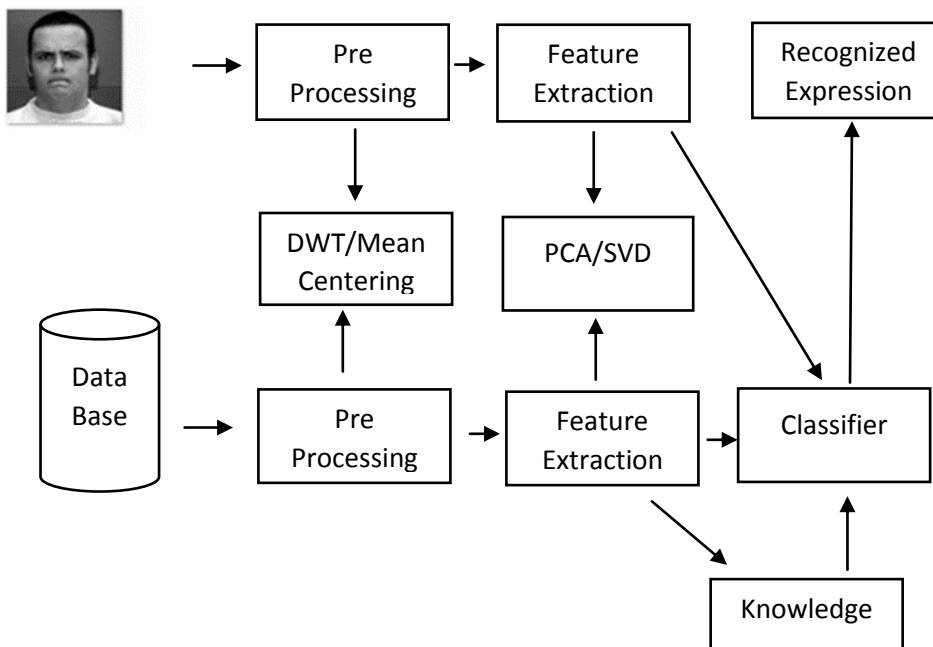 Pre
Processing
Feature
Extraction
Recognized
Expression
DWT/Mean
Centering
PCA/SVD
Data
Base
Pre
Processing
Feature
Extraction
Classifier
Knowledge